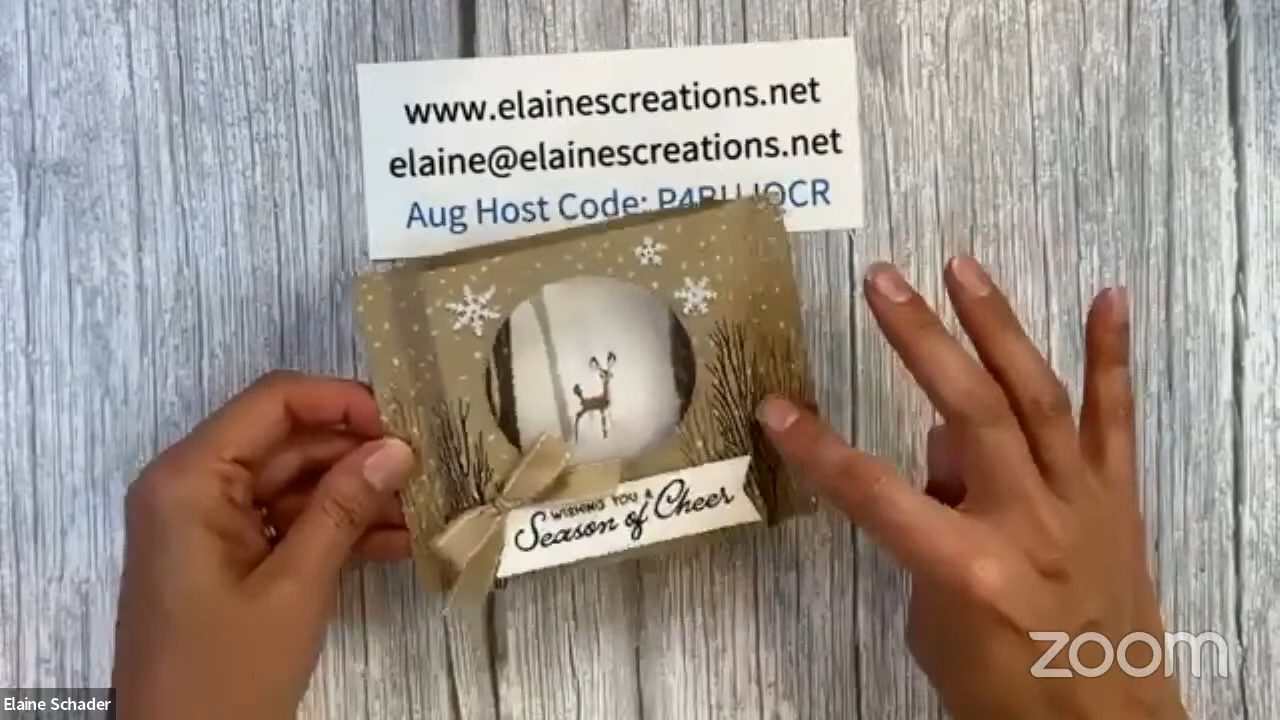 www.elainescreations.net
elaine@elainescreations.net
Aug Host Code:
WISHING YOU A
Season of Cheer
zoom
Elaine Schader